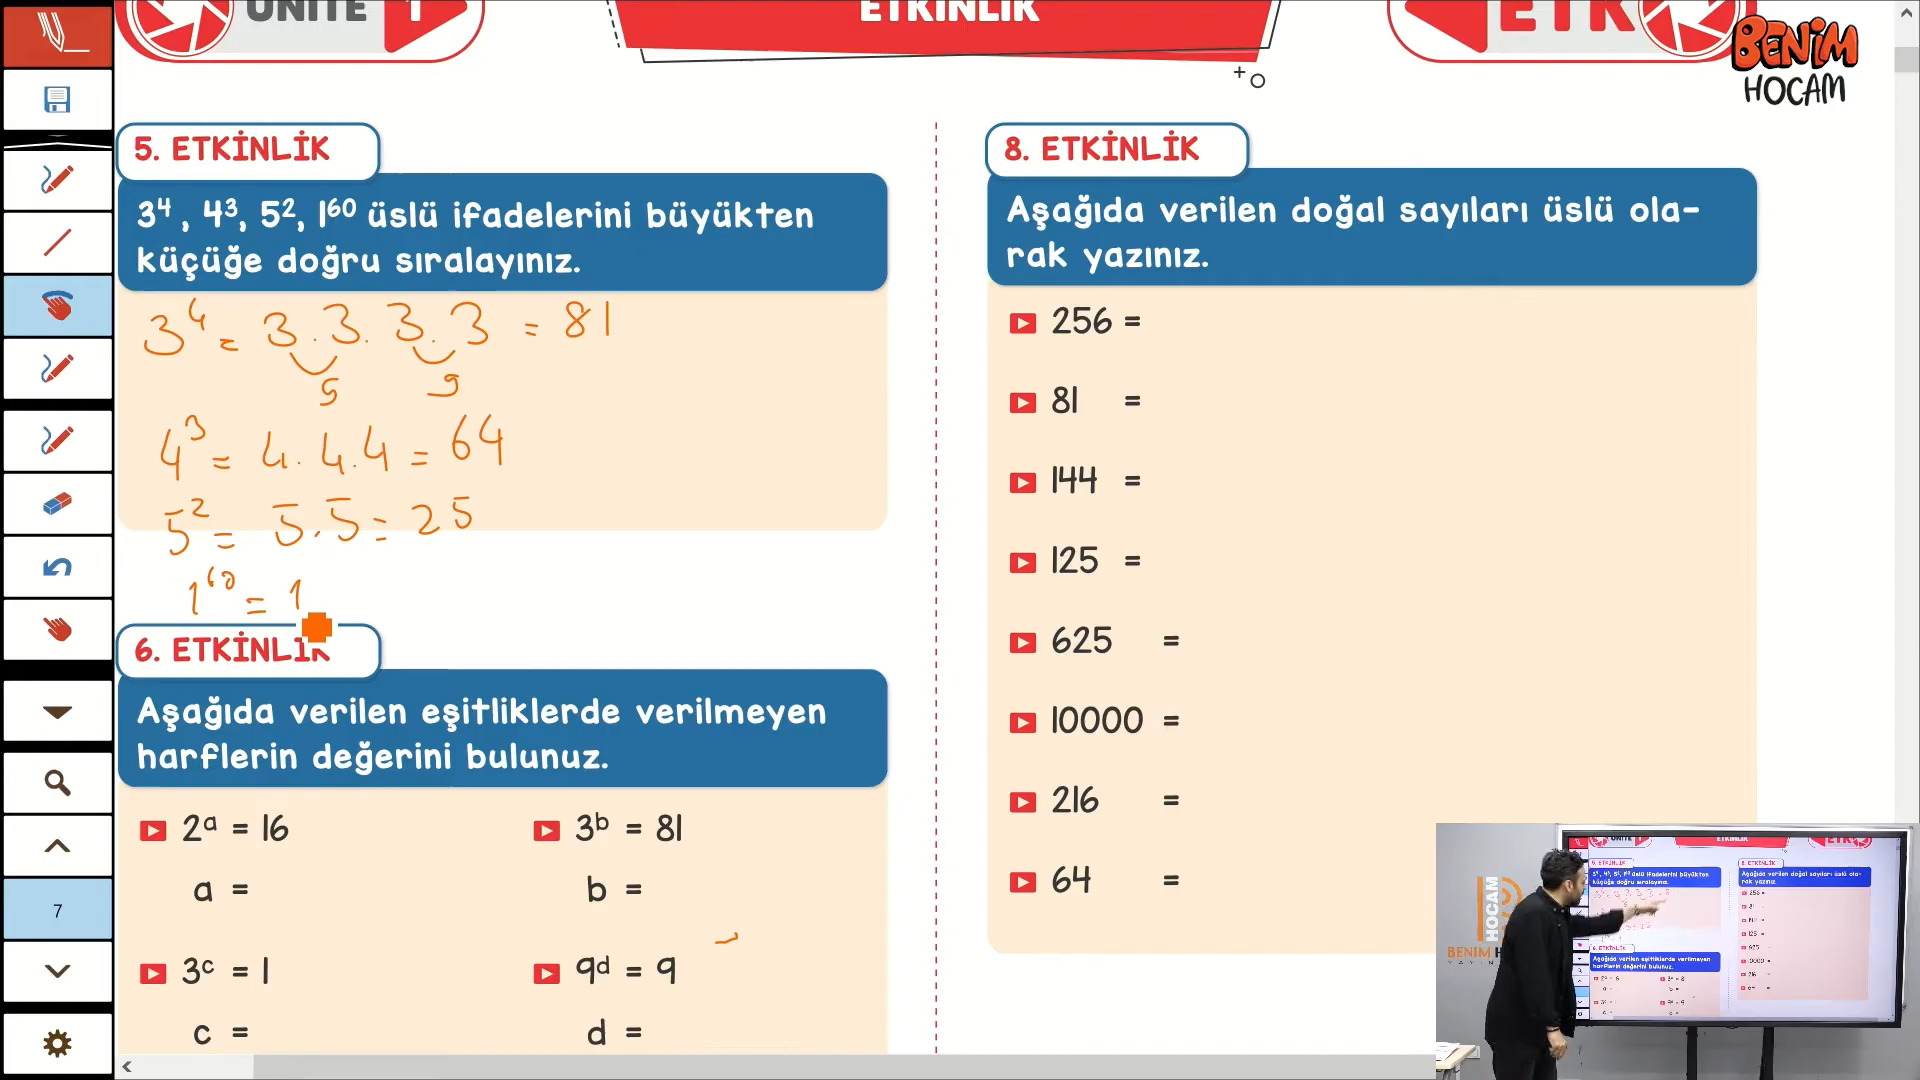 ÜNİTE 1
ETKİNLİK
ETK
BENİM
HOCAM
5. ETKİNLİK
3⁴ , 4³, 5², 1⁶⁰ üslü ifadelerini büyükten
küçüğe doğru sıralayınız.
3⁴ = 3 . 3 . 3 . 3 = 81
9 9
4³ = 4 . 4 . 4 = 64
5² = 5 . 5 = 25
1⁶⁰ = 1
6. ETKİNLİK
Aşağıda verilen eşitliklerde verilmeyen
harflerin değerini bulunuz.
2ᵃ = 16
3ᵇ = 81
a =
b =
3ᶜ = 1
9ᵈ = 9
c =
d =
8. ETKİNLİK
Aşağıda verilen doğal sayıları üslü ola-
rak yazınız.
256 =
81 =
144 =
125 =
625 =
10000 =
216 =
64 =
7